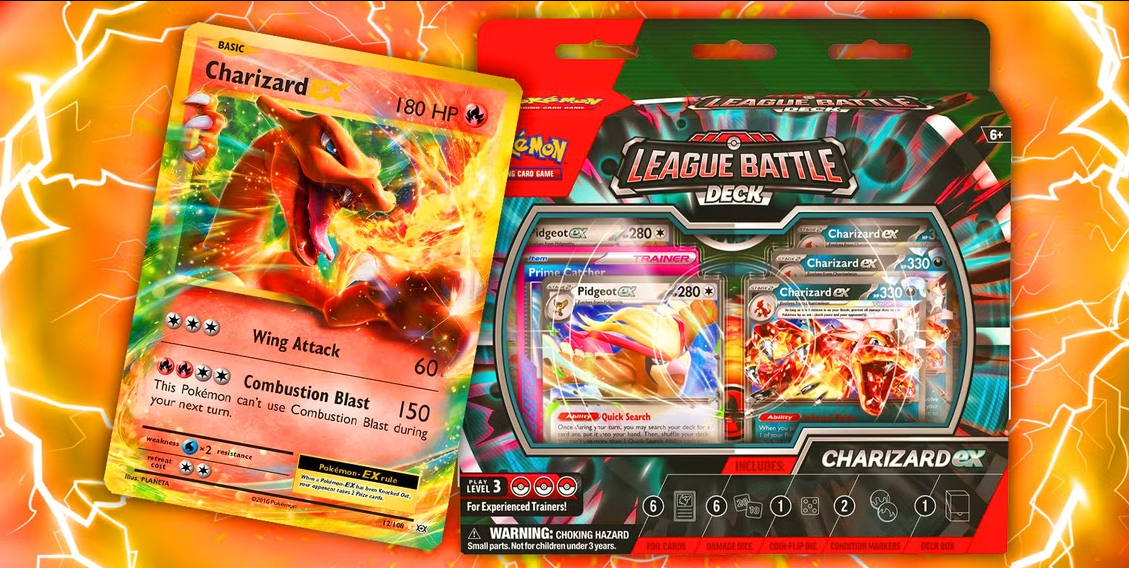 BASIC
Charizard EX
180 HP
Wing Attack
60
Combustion Blast
150
This Pokémon can't use Combustion Blast during
your next turn.
weakness
×2
resistance
retreat
cost
Pokémon-EX rule
When a Pokémon-EX has been Knocked Out,
your opponent takes 2 Prize cards.
Illus. PLANETA
©2016 Pokémon
12/108
POKéMON
LEAGUE BATTLE
DECK
6+
POKéMON
TRADING CARD GAME
LEAGUE BATTLE
DECK
Pidgeot ex
280
Item
TRAINER
Prime Catcher
Pidgeot ex
280
Ability
Quick Search
Once during your turn, you may search your deck for a
card and put it into your hand. Then, shuffle your deck.
Charizard ex
Charizard ex
330
Charizard ex
330
Ability
When you
PLAY
LEVEL 3
For Experienced Trainers!
INCLUDES:
CHARIZARD ex
6
6
1
2
1
WARNING: CHOKING HAZARD
Small parts. Not for children under 3 years.
FOIL CARDS
DAMAGE DICE
COIN-FLIP DIE
CONDITION MARKERS
DECK BOX